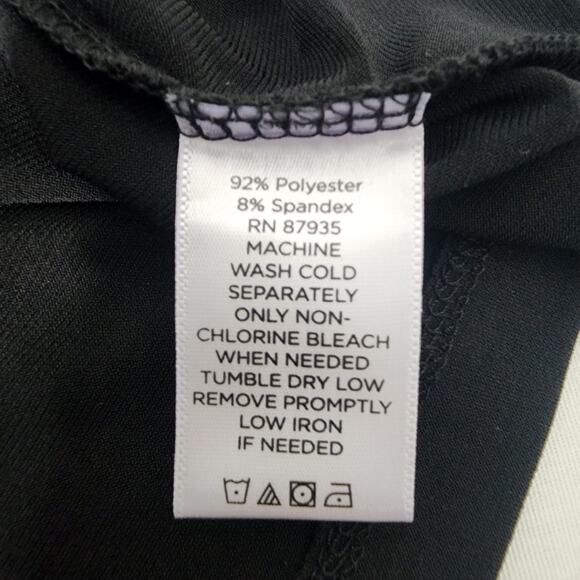 92% Polyester
8% Spandex
RN 87935
MACHINE
WASH COLD
SEPARATELY
ONLY NON-
CHLORINE BLEACH
WHEN NEEDED
TUMBLE DRY LOW
REMOVE PROMPTLY
LOW IRON
IF NEEDED